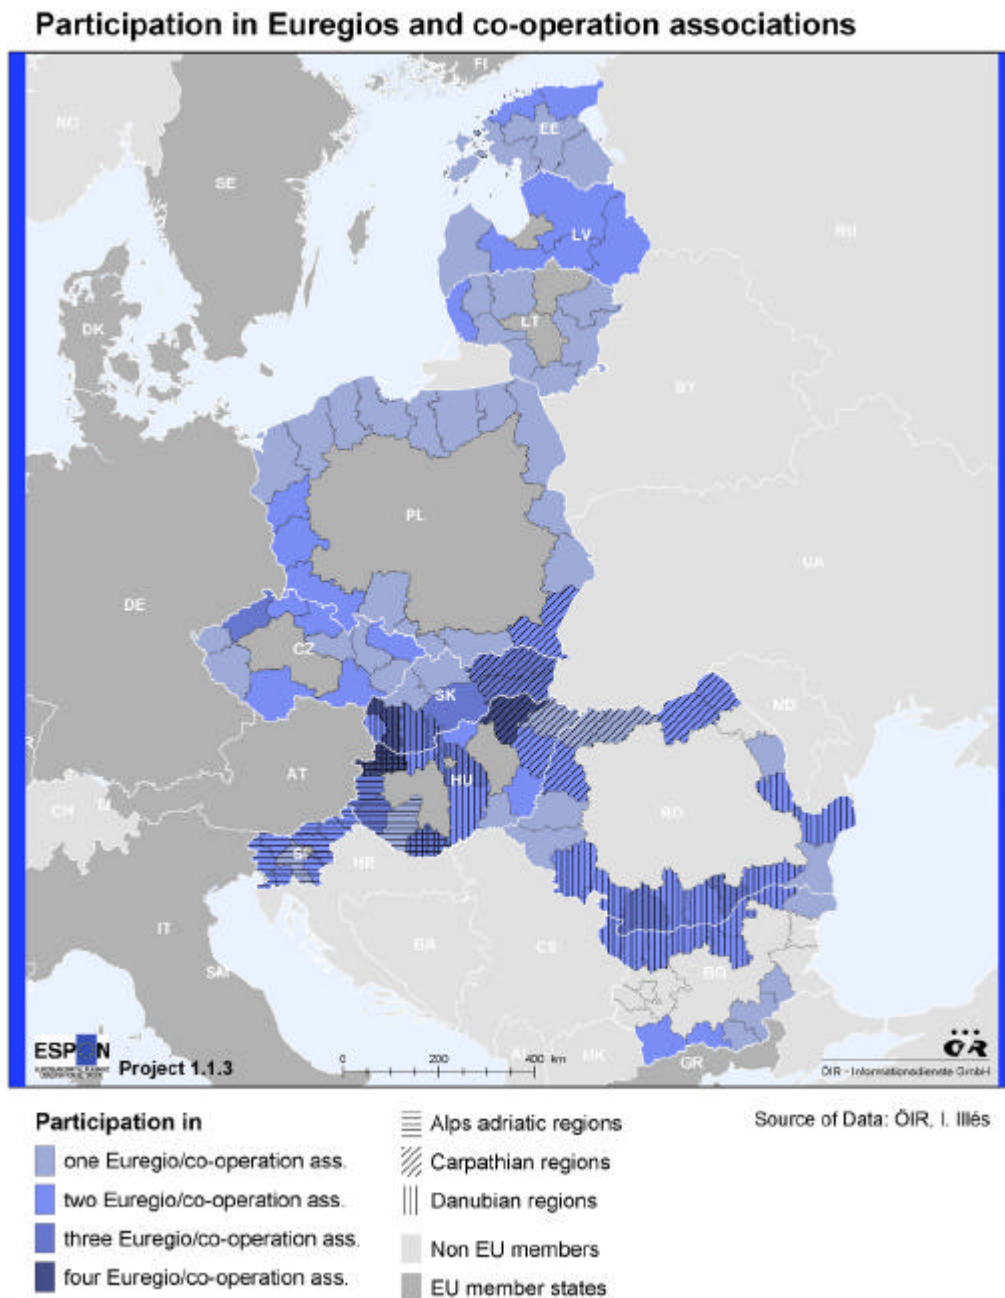 Participation in Euregios and co-operation associations
FI
NO
EE
SE
RU
LV
DK
LT
BY
PL
UA
DE
CZ
SK
MD
AT
HU
CH
RO
HR
IT
BA
CS
SM
BG
MK
GR
ESPON
Project 1.1.3
0 200 400 km
ÖIR
ÖIR - Informationsdienste GmbH
Participation in
one Euregio/co-operation ass.
two Euregio/co-operation ass.
three Euregio/co-operation ass.
four Euregio/co-operation ass.
Alps adriatic regions
Carpathian regions
Danubian regions
Non EU members
EU member states
Source of Data: ÖIR, I. Illés